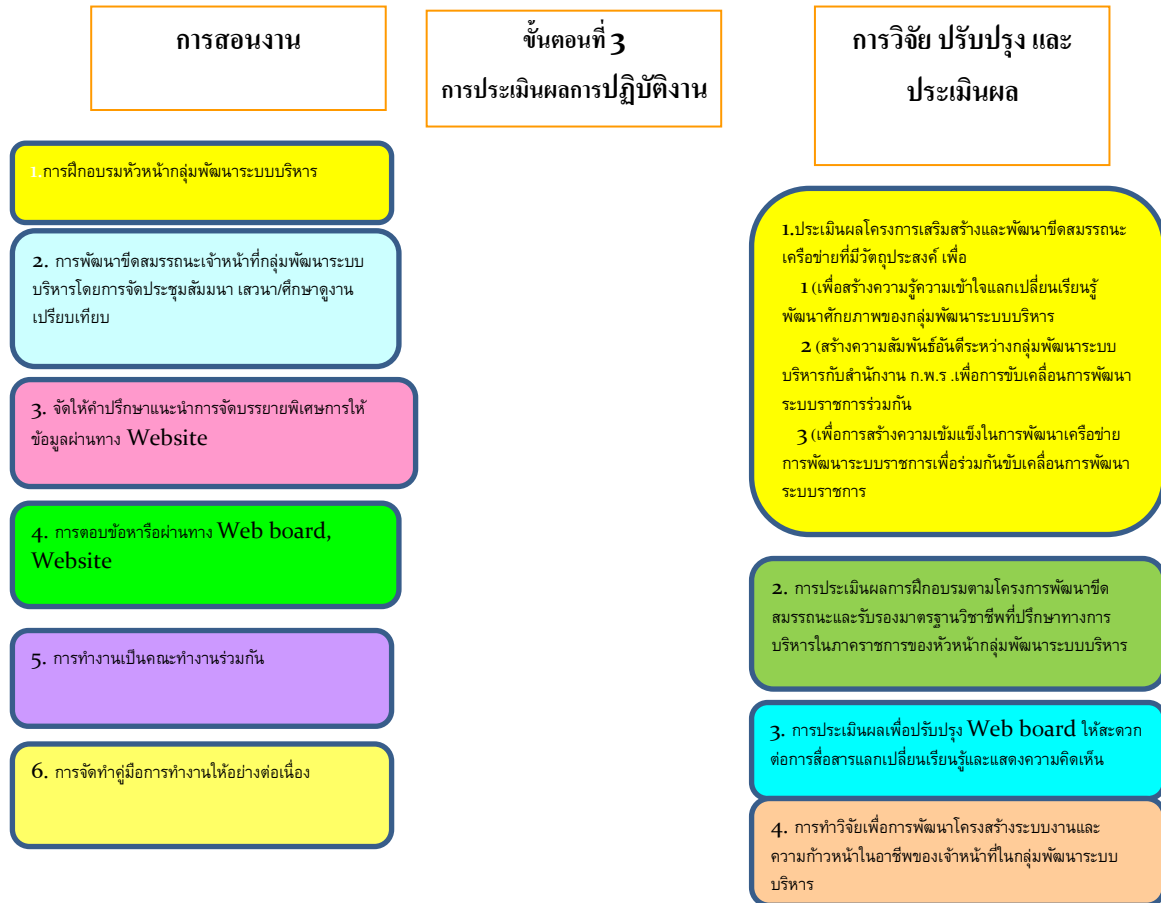 การสอนงาน
ขั้นตอนที่ 3
การประเมินผลการปฏิบัติงาน
การวิจัย ปรับปรุง และ
ประเมินผล
1.การฝึกอบรมหัวหน้ากลุ่มพัฒนาระบบบริหาร
2. การพัฒนาขีดสมรรถนะเจ้าหน้าที่กลุ่มพัฒนาระบบ
บริหารโดยการจัดประชุมสัมมนา เสวนา/ศึกษาดูงาน
เปรียบเทียบ
3. จัดให้คำปรึกษาแนะนำการจัดบรรยายพิเศษการให้
ข้อมูลผ่านทาง Website
4. การตอบข้อหารือผ่านทาง Web board,
Website
5. การทำงานเป็นคณะทำงานร่วมกัน
6. การจัดทำคู่มือการทำงานให้อย่างต่อเนื่อง
1.ประเมินผลโครงการเสริมสร้างและพัฒนาขีดสมรรถนะ
เครือข่ายที่มีวัตถุประสงค์ เพื่อ
1 (เพื่อสร้างความรู้ความเข้าใจแลกเปลี่ยนเรียนรู้
พัฒนาศักยภาพของกลุ่มพัฒนาระบบบริหาร
2 (สร้างความสัมพันธ์อันดีระหว่างกลุ่มพัฒนาระบบ
บริหารกับสำนักงาน ก.พ.ร .เพื่อการขับเคลื่อนการพัฒนา
ระบบราชการร่วมกัน
3 (เพื่อการสร้างความเข้มแข็งในการพัฒนาเครือข่าย
การพัฒนาระบบราชการเพื่อร่วมกันขับเคลื่อนการพัฒนา
ระบบราชการ
2. การประเมินผลการฝึกอบรมตามโครงการพัฒนาขีด
สมรรถนะและรับรองมาตรฐานวิชาชีพที่ปรึกษาทางการ
บริหารในภาคราชการของหัวหน้ากลุ่มพัฒนาระบบบริหาร
3. การประเมินผลเพื่อปรับปรุง Web board ให้สะดวก
ต่อการสื่อสารแลกเปลี่ยนเรียนรู้และแสดงความคิดเห็น
4. การทำวิจัยเพื่อการพัฒนาโครงสร้างระบบงานและ
ความก้าวหน้าในอาชีพของเจ้าหน้าที่ในกลุ่มพัฒนาระบบ
บริหาร